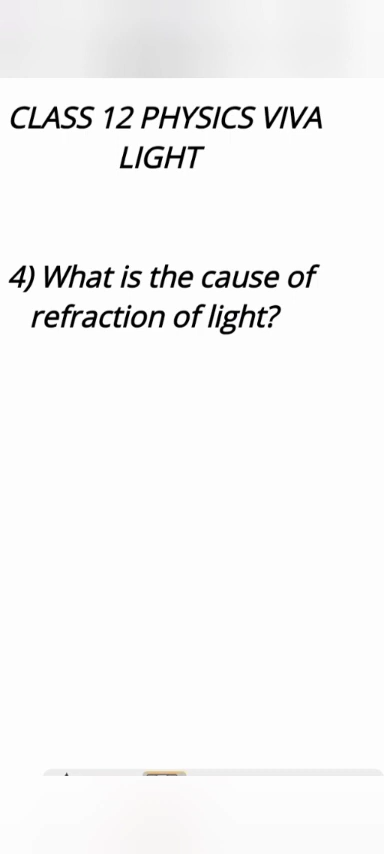 CLASS 12 PHYSICS VIVA
LIGHT
4) What is the cause of
refraction of light?